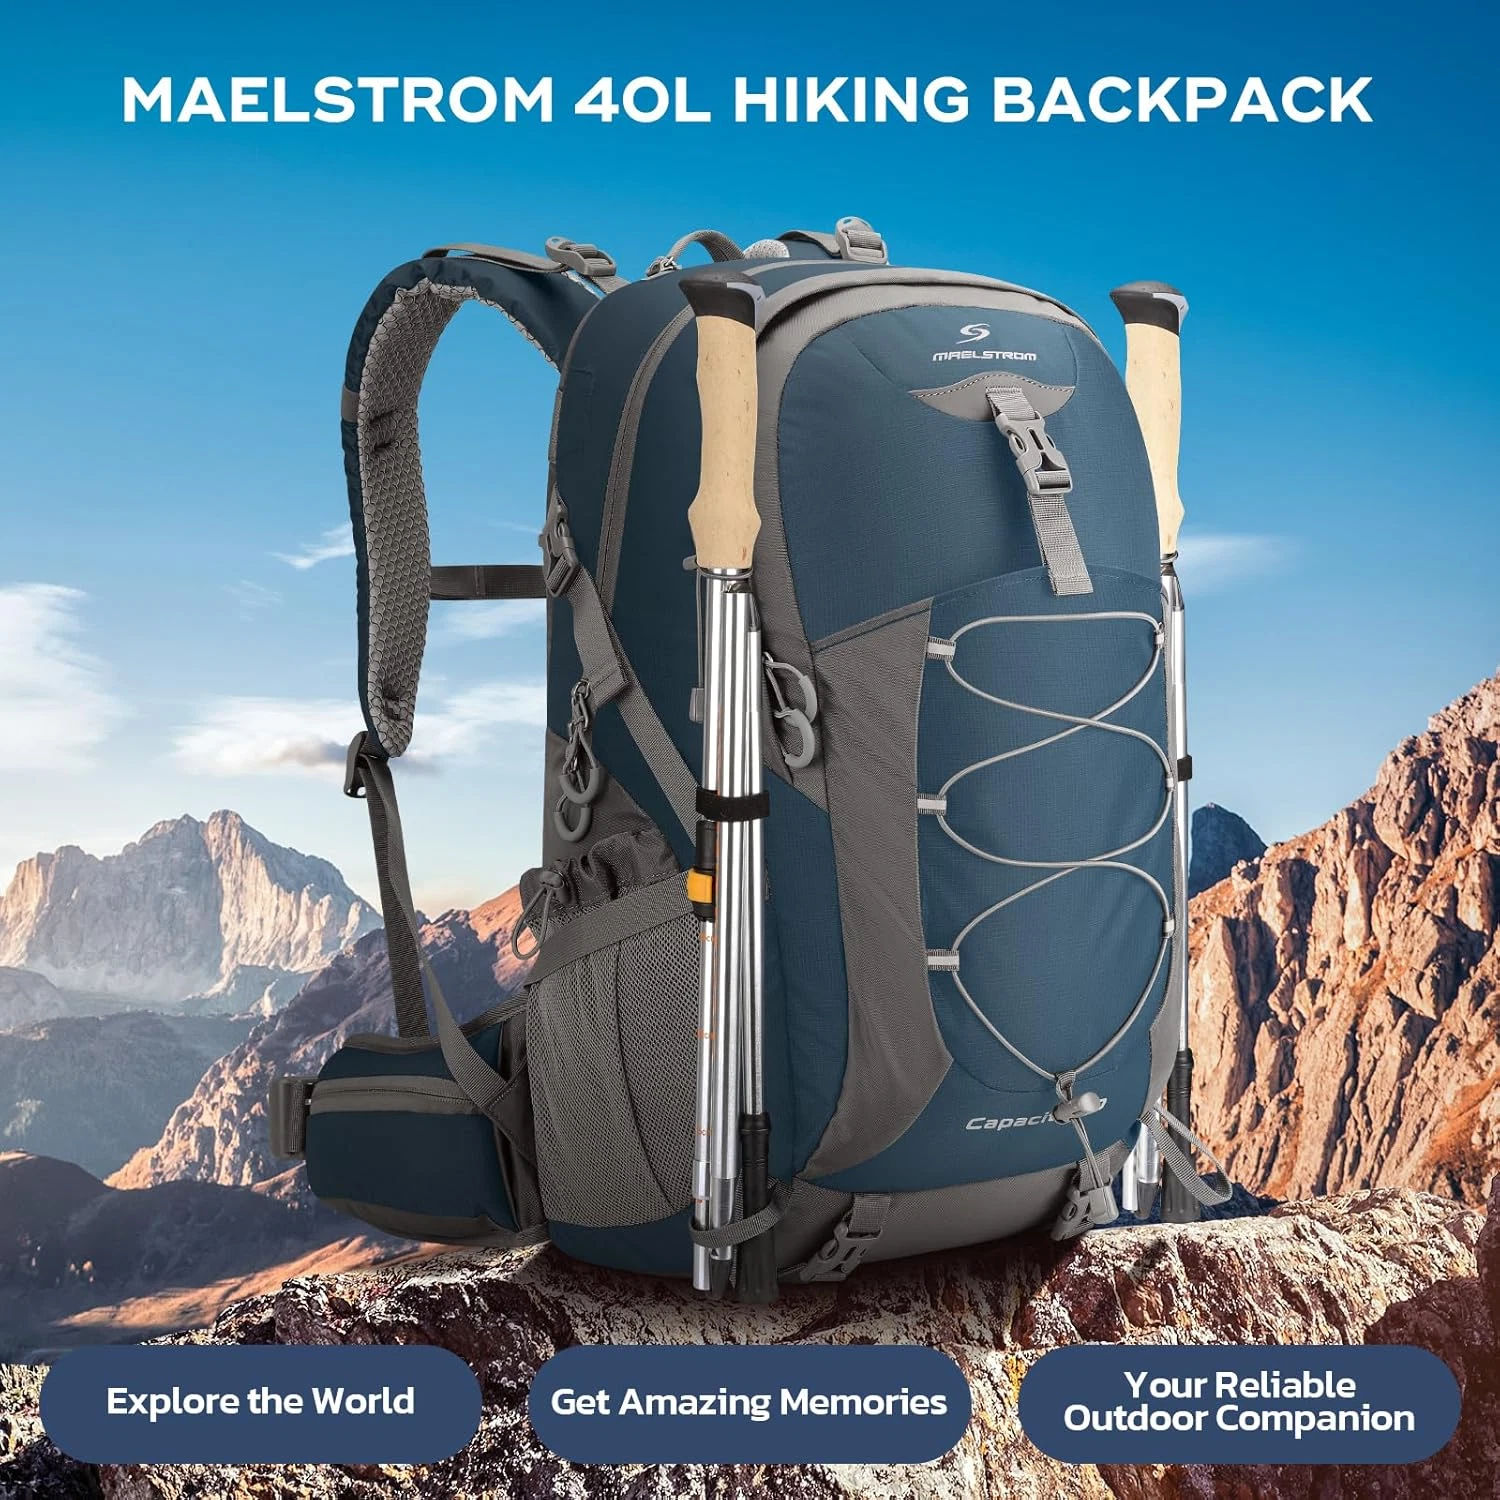 MAELSTROM 40L HIKING BACKPACK
MAELSTROM
Explore the World
Get Amazing Memories
Your Reliable
Outdoor Companion